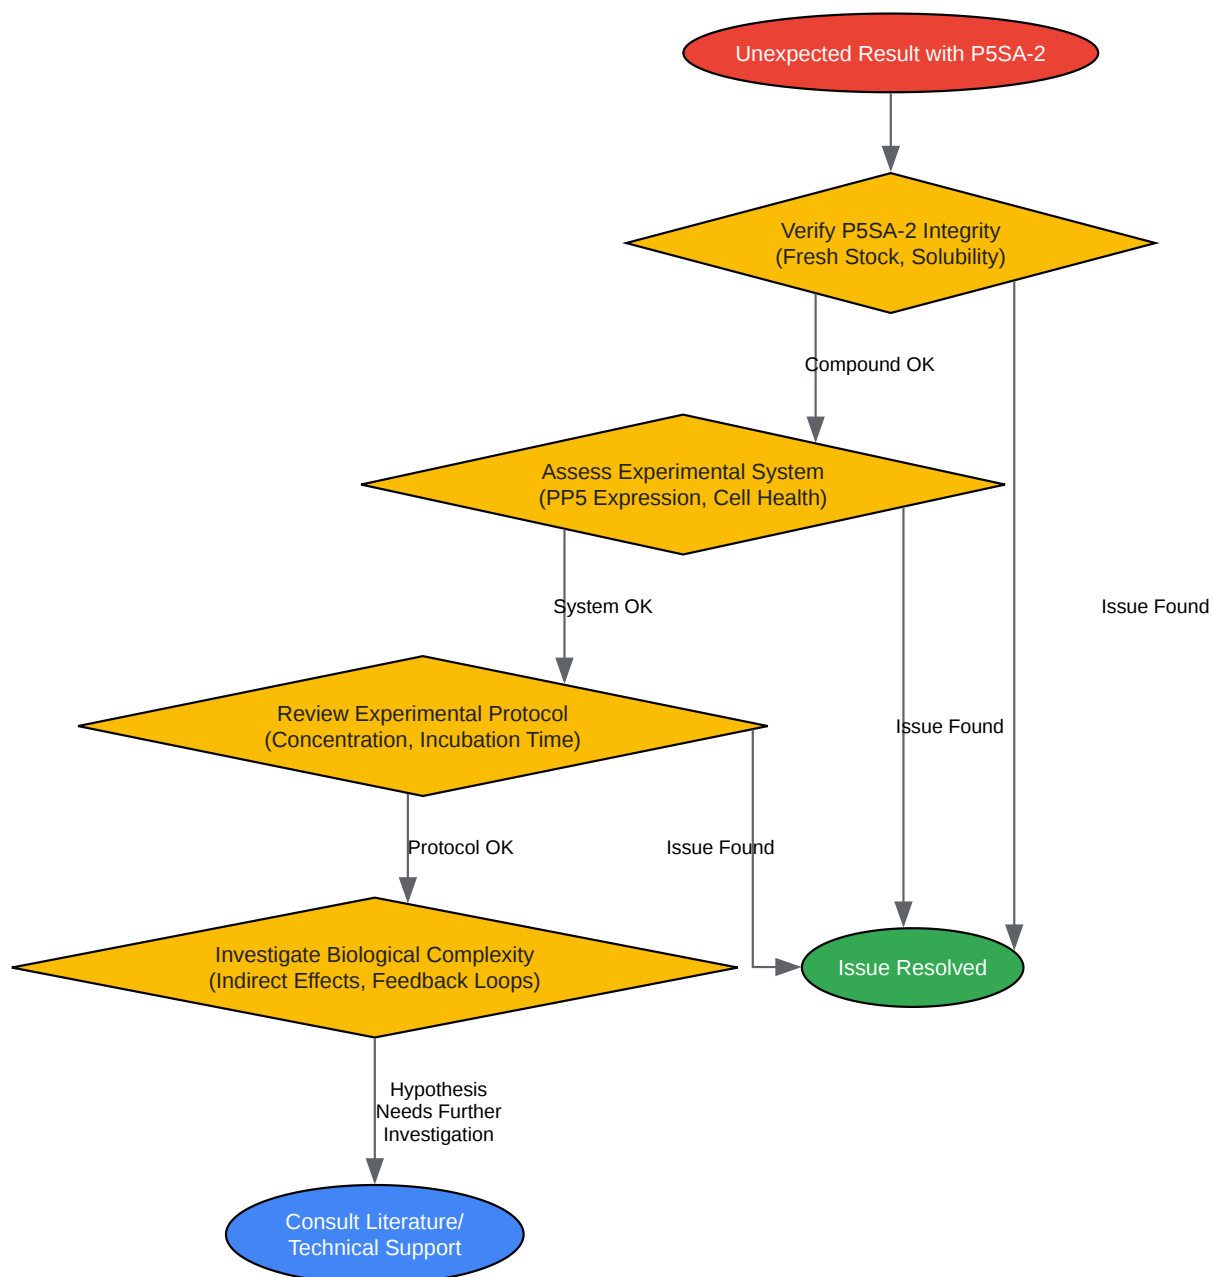 Unexpected Result with P5SA-2
Verify P5SA-2 Integrity
(Fresh Stock, Solubility)
Compound OK
Assess Experimental System
(PP5 Expression, Cell Health)
System OK
Issue Found
Review Experimental Protocol
(Concentration, Incubation Time)
Issue Found
Protocol OK
Issue Found
Investigate Biological Complexity
(Indirect Effects, Feedback Loops)
Issue Resolved
Hypothesis
Needs Further
Investigation
Consult Literature/
Technical Support